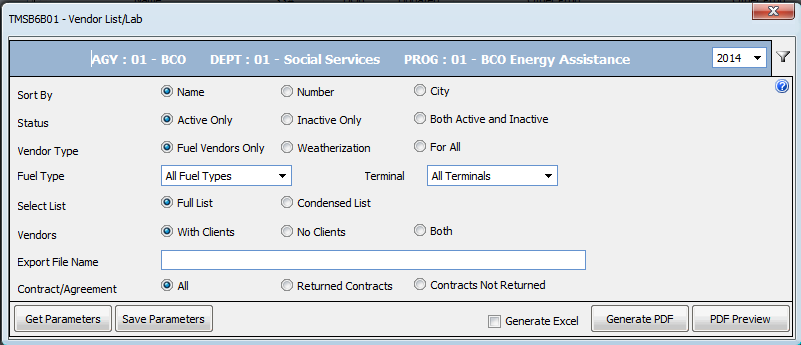 TMSB6B01 - Vendor List/Lab
AGY : 01 - BCO DEPT : 01 - Social Services PROG : 01 - BCO Energy Assistance 2014
Sort By Name Number City
Status Active Only Inactive Only Both Active and Inactive
Vendor Type Fuel Vendors Only Weatherization For All
Fuel Type All Fuel Types Terminal All Terminals
Select List Full List Condensed List
Vendors With Clients No Clients Both
Export File Name
Contract/Agreement All Returned Contracts Contracts Not Returned
Get Parameters Save Parameters Generate Excel Generate PDF PDF Preview